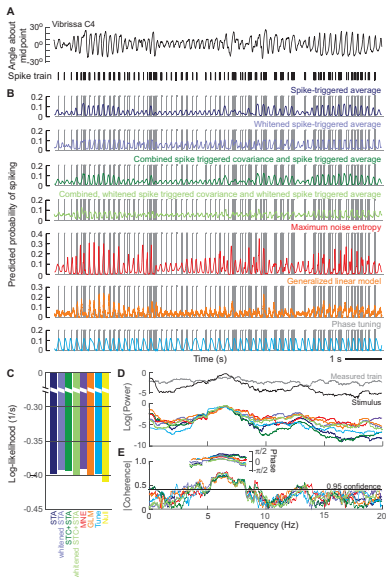 A
Vibrissa C4
Angle about
midpoint
30°
0
-30°
Spike train
B
Predicted probability of spiking
Spike-triggered average
0.2
0.1
0
Whitened spike-triggered average
0.2
0.1
0
Combined spike triggered covariance and spike triggered average
0.2
0.1
0
Combined, whitened spike triggered covariance and whitened spike triggered average
0.2
0.1
0
Maximum noise entropy
0.4
0.3
0.2
0.1
0
Generalized linear model
0.3
0.2
0.1
0
Phase tuning
0.2
0.1
0
Time (s)
1 s
C
Log-likelihood (1/s)
0
-0.30
-0.35
-0.40
-0.45
STA
whitened STA
STC+STA
whitened STC+STA
MNE
GLM
Tune
D
Log(Power)
0
-5
Measured train
Stimulus
0
-5
-10
E
|Coherence|
1.0
0.5
0
Phase
π/2
0
-π/2
0.95 confidence
0
5
10
15
20
Frequency (Hz)